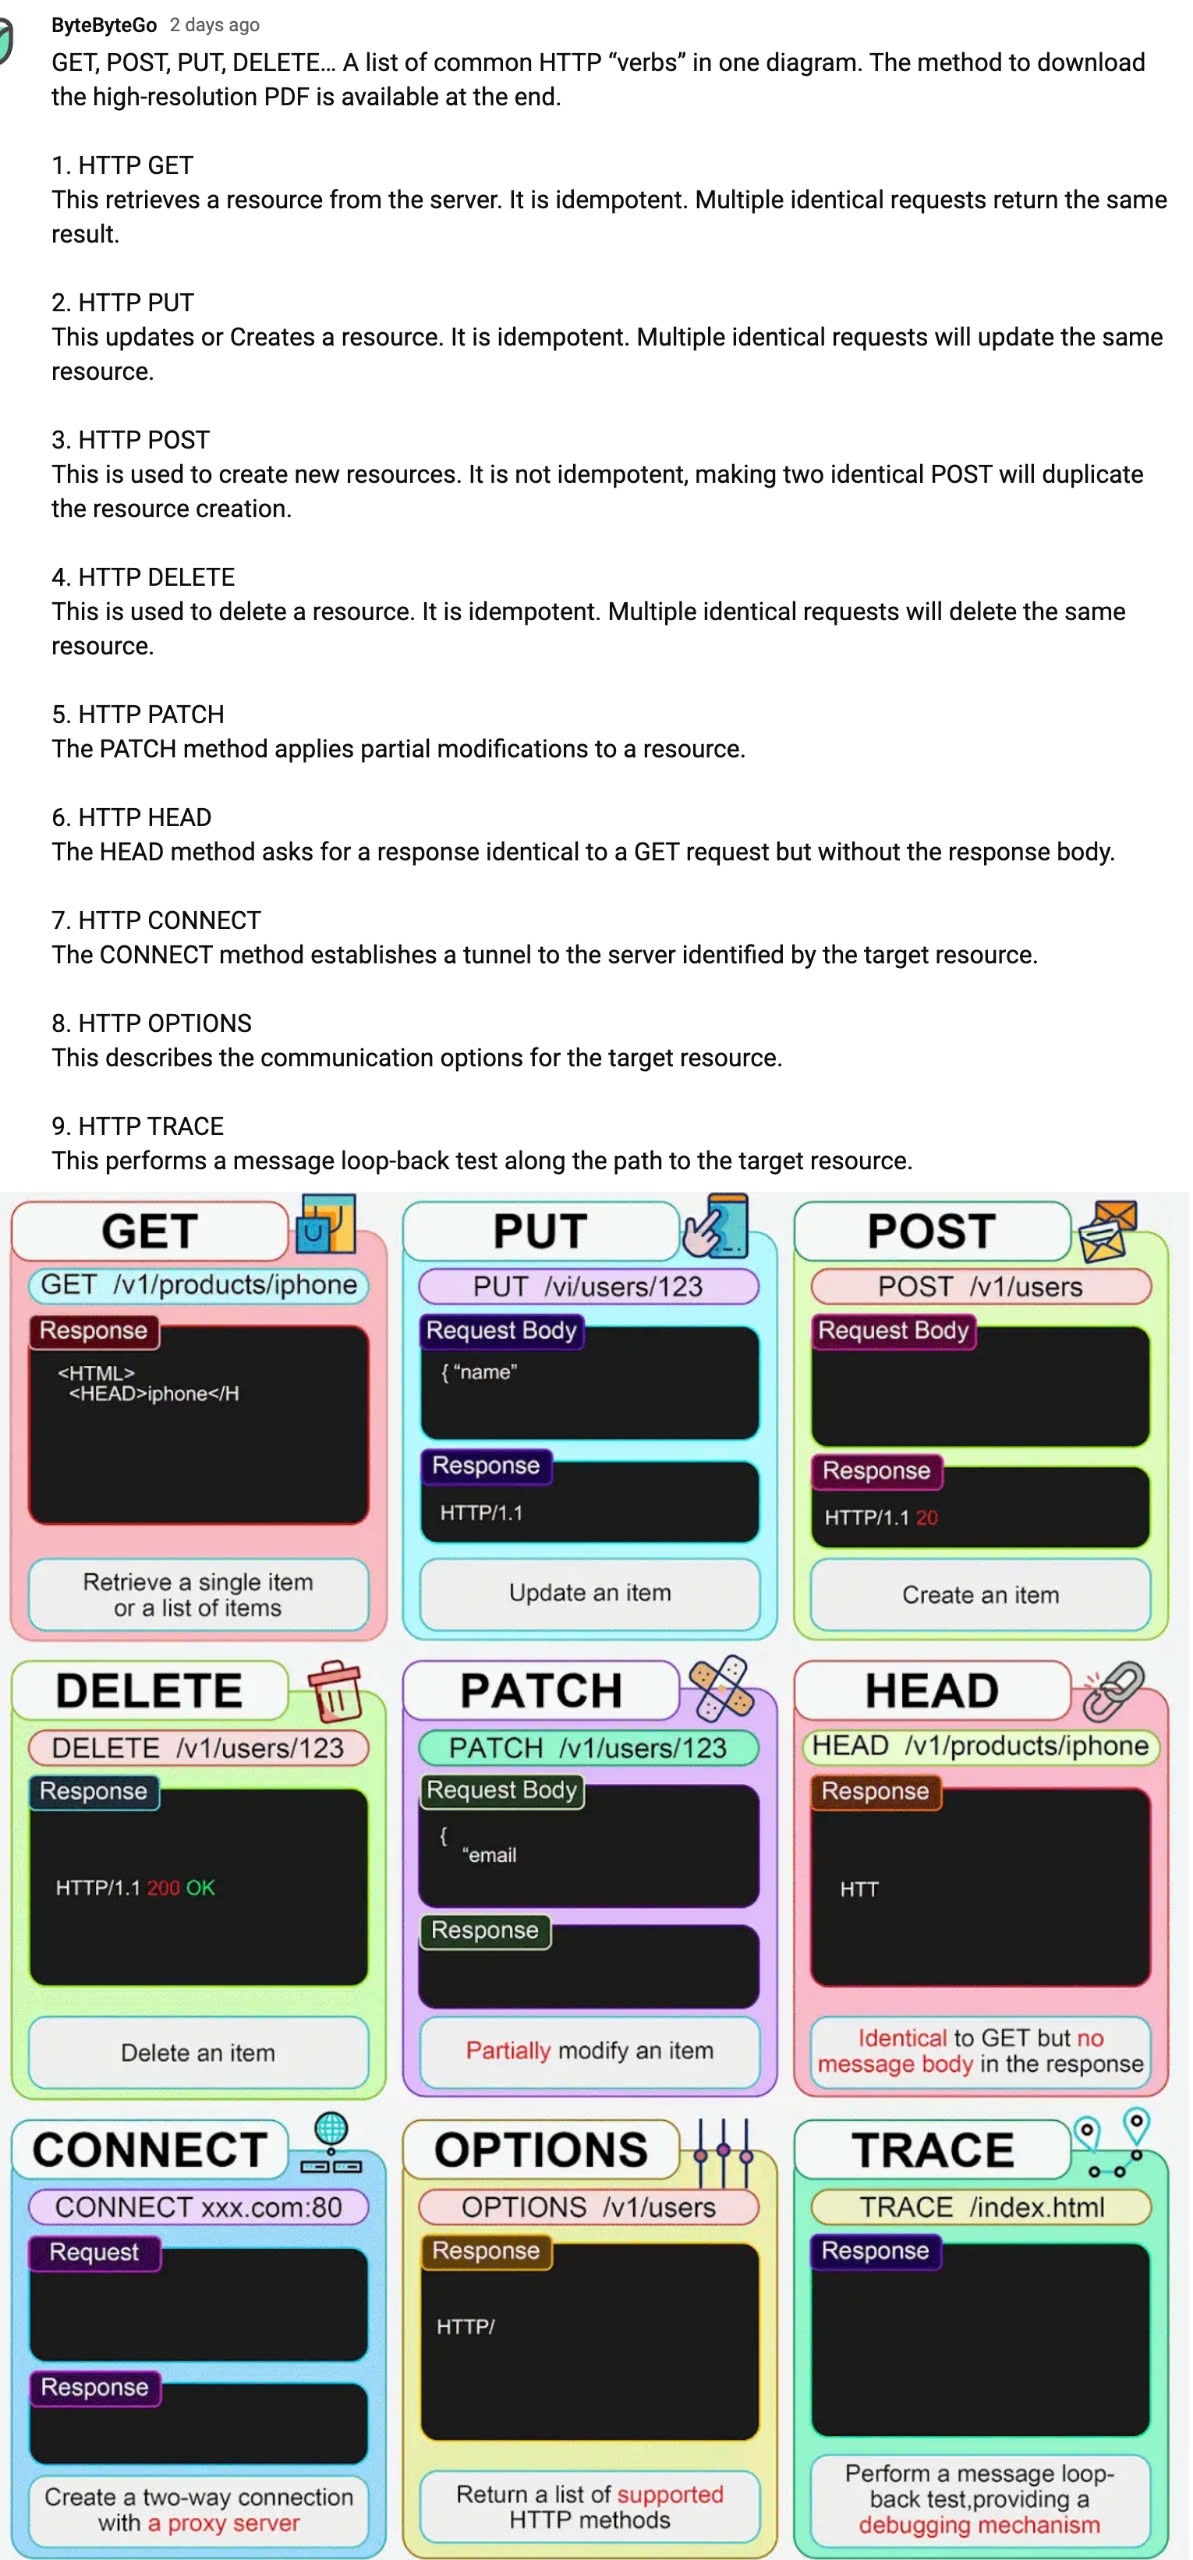 ByteByteGo 2 days ago
GET, POST, PUT, DELETE... A list of common HTTP “verbs” in one diagram. The method to download
the high-resolution PDF is available at the end.
1. HTTP GET
This retrieves a resource from the server. It is idempotent. Multiple identical requests return the same
result.
2. HTTP PUT
This updates or Creates a resource. It is idempotent. Multiple identical requests will update the same
resource.
3. HTTP POST
This is used to create new resources. It is not idempotent, making two identical POST will duplicate
the resource creation.
4. HTTP DELETE
This is used to delete a resource. It is idempotent. Multiple identical requests will delete the same
resource.
5. HTTP PATCH
The PATCH method applies partial modifications to a resource.
6. HTTP HEAD
The HEAD method asks for a response identical to a GET request but without the response body.
7. HTTP CONNECT
The CONNECT method establishes a tunnel to the server identified by the target resource.
8. HTTP OPTIONS
This describes the communication options for the target resource.
9. HTTP TRACE
This performs a message loop-back test along the path to the target resource.
GET
GET /v1/products/iphone
Response
<HTML>
<HEAD>iphone</H
Retrieve a single item
or a list of items
PUT
PUT /vi/users/123
Request Body
{ “name”
Response
HTTP/1.1
Update an item
POST
POST /v1/users
Request Body
Response
HTTP/1.1 20
Create an item
DELETE
DELETE /v1/users/123
Response
HTTP/1.1 200 OK
Delete an item
PATCH
PATCH /v1/users/123
Request Body
{
“email
Response
Partially modify an item
HEAD
HEAD /v1/products/iphone
Response
HTT
Identical to GET but no
message body in the response
CONNECT
CONNECT xxx.com:80
Request
Response
Create a two-way connection
with a proxy server
OPTIONS
OPTIONS /v1/users
Response
HTTP/
Return a list of supported
HTTP methods
TRACE
TRACE /index.html
Response
Perform a message loop-
back test,providing a
debugging mechanism